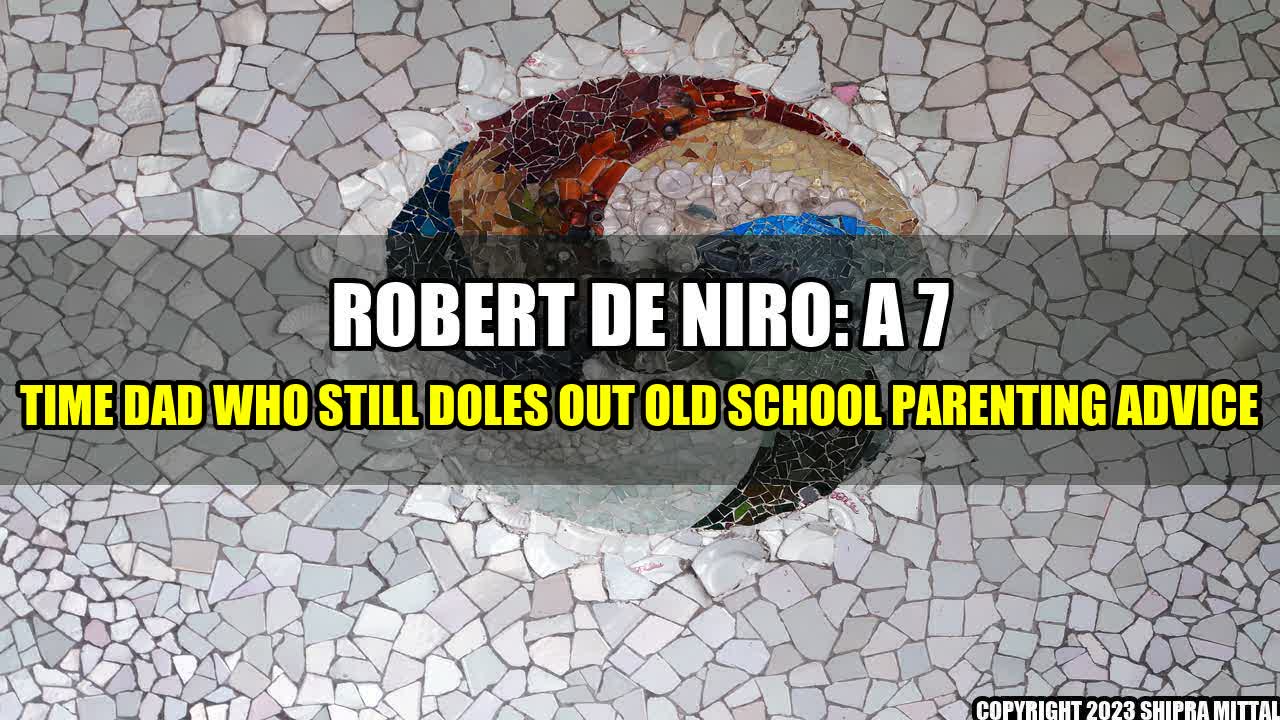 ROBERT DE NIRO: A 7
TIME DAD WHO STILL DOLES OUT OLD SCHOOL PARENTING ADVICE
COPYRIGHT 2023 SHIPRA MITTAL